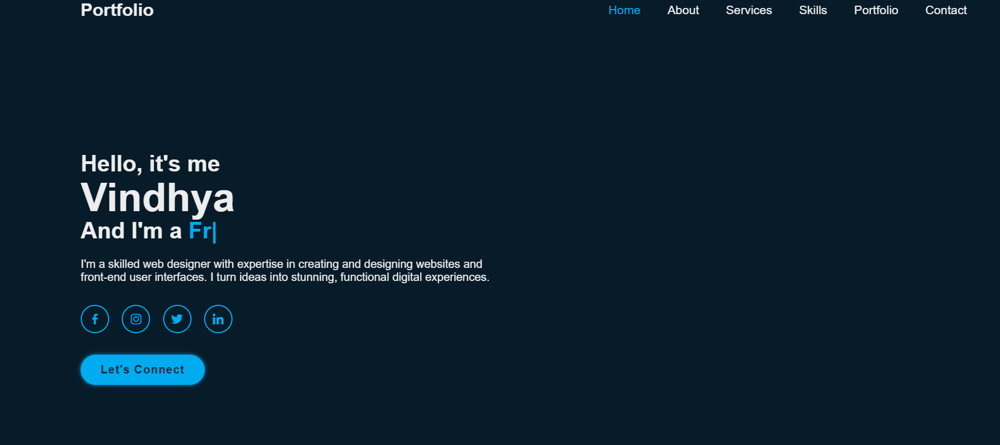 Portfolio
Home About Services Skills Portfolio Contact
Hello, it's me
Vindhya
And I'm a Fr|
I'm a skilled web designer with expertise in creating and designing websites and
front-end user interfaces. I turn ideas into stunning, functional digital experiences.
Let's Connect